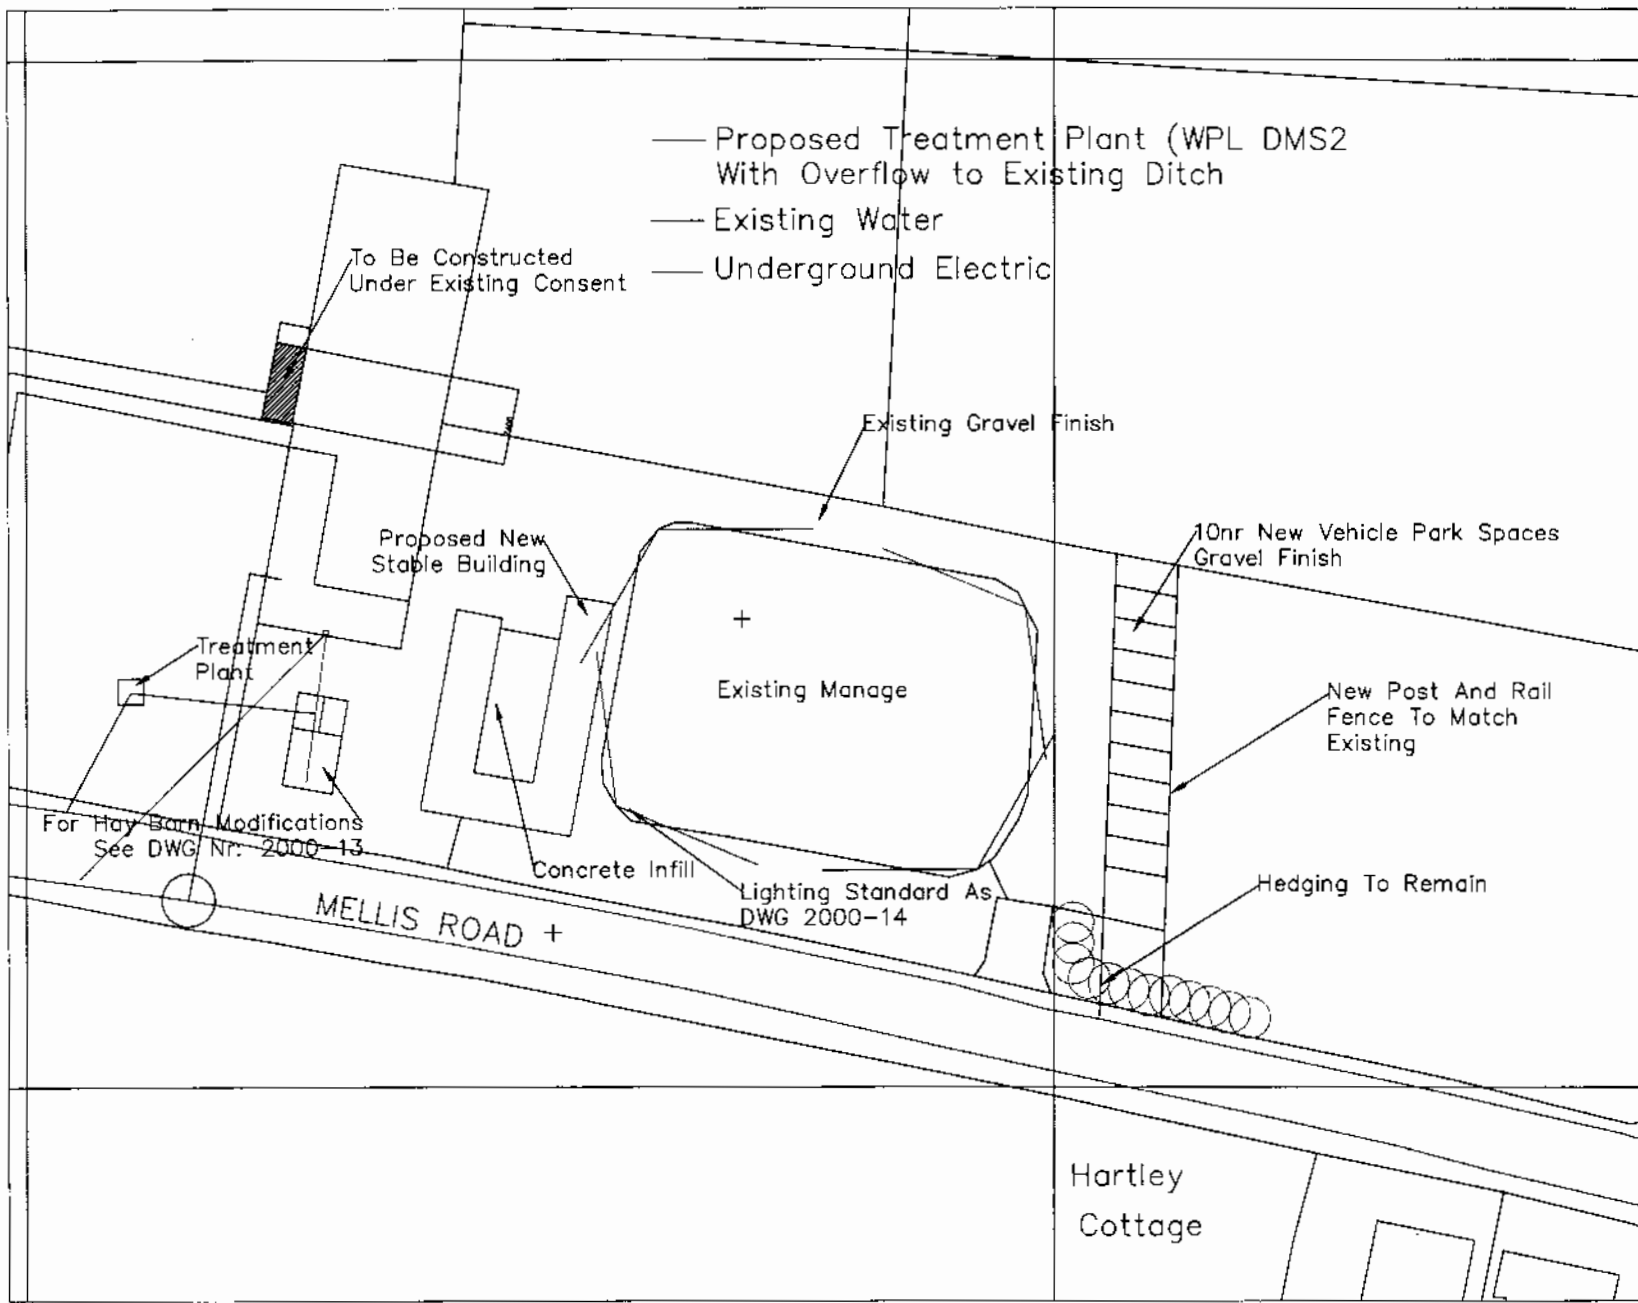 Proposed Treatment Plant (WPL DMS2
With Overflow to Existing Ditch
Existing Water
Underground Electric
To Be Constructed
Under Existing Consent
Existing Gravel Finish
Proposed New
Stable Building
10nr New Vehicle Park Spaces
Gravel Finish
Treatment
Plant
Existing Manage
New Post And Rail
Fence To Match
Existing
For Hay Barn Modifications
See DWG Nr: 2000-13
Concrete Infill
Lighting Standard As
DWG 2000-14
Hedging To Remain
MELLIS ROAD +
Hartley
Cottage